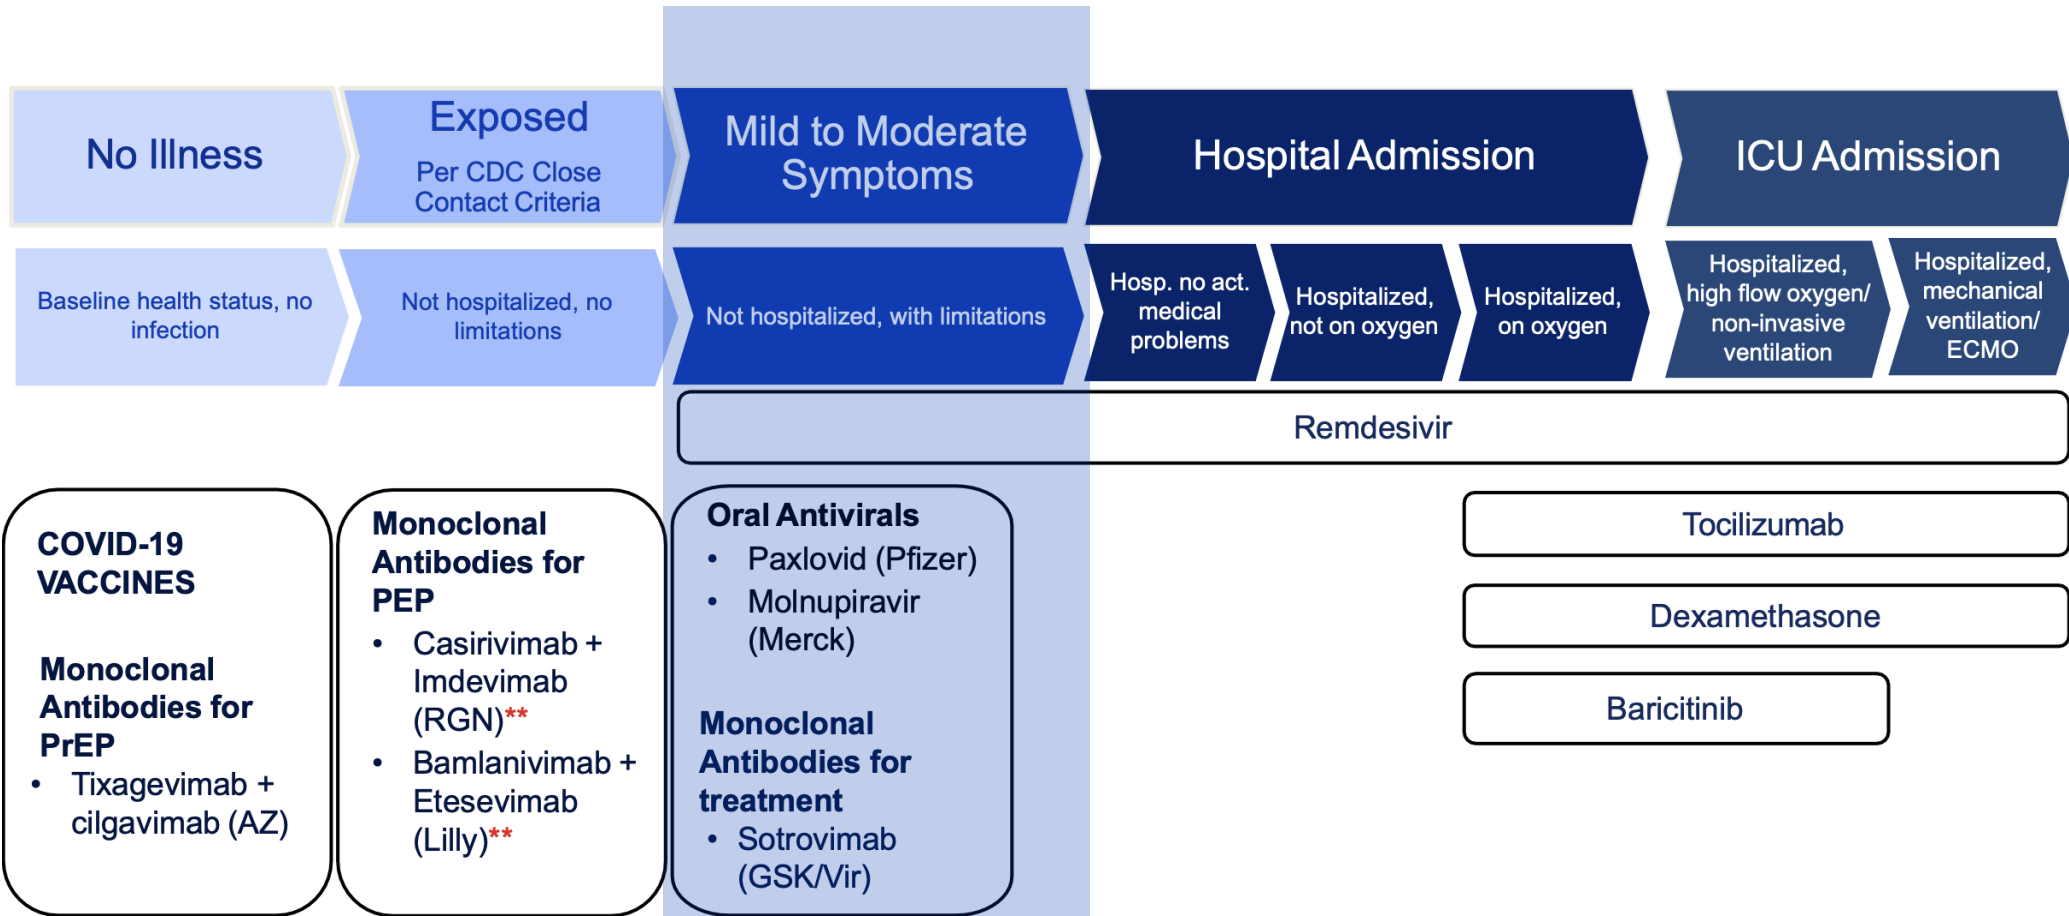 No Illness
Exposed
Per CDC Close
Contact Criteria
Mild to Moderate
Symptoms
Hospital Admission
ICU Admission
Baseline health status, no
infection
Not hospitalized, no
limitations
Not hospitalized, with limitations
Hosp. no act.
medical
problems
Hospitalized,
not on oxygen
Hospitalized,
on oxygen
Hospitalized,
high flow oxygen/
non-invasive
ventilation
Hospitalized,
mechanical
ventilation/
ECMO
Remdesivir
COVID-19
VACCINES
Monoclonal
Antibodies for
PrEP
• Tixagevimab +
cilgavimab (AZ)
Monoclonal
Antibodies for
PEP
• Casirivimab +
Imdevimab
(RGN)**
• Bamlanivimab +
Etesevimab
(Lilly)**
Oral Antivirals
• Paxlovid (Pfizer)
• Molnupiravir
(Merck)
Monoclonal
Antibodies for
treatment
• Sotrovimab
(GSK/Vir)
Tocilizumab
Dexamethasone
Baricitinib